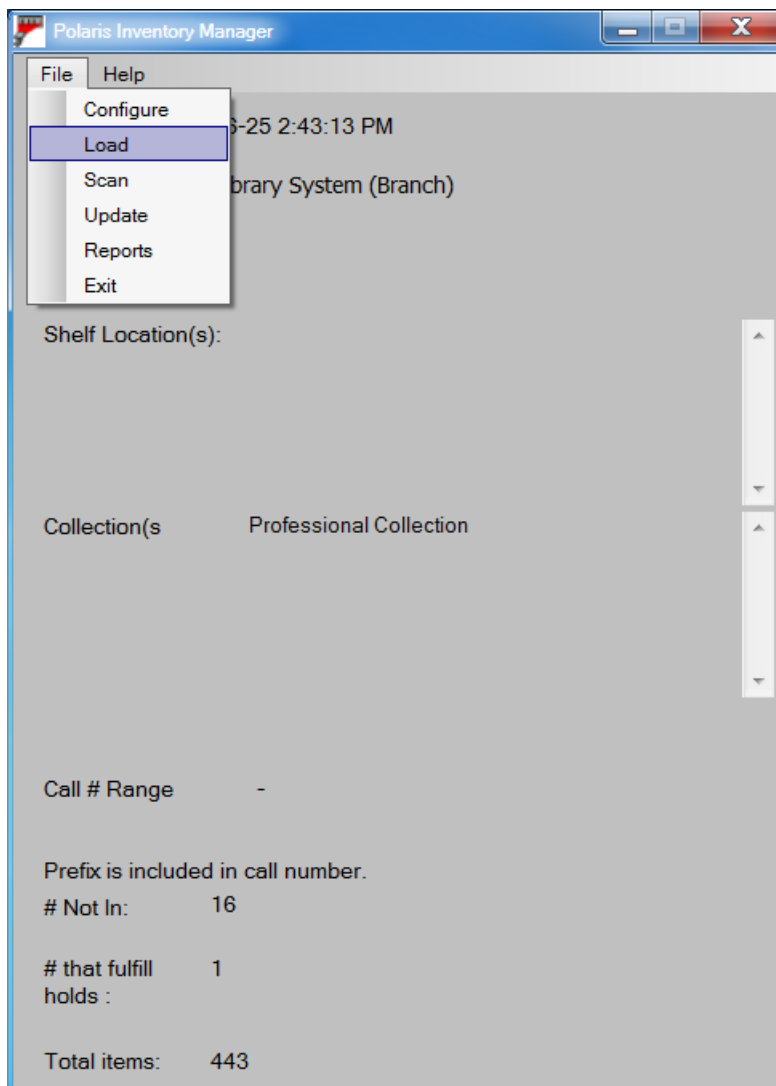 Polaris Inventory Manager
File Help
Configure
Load
Scan
Update
Reports
Exit
-25 2:43:13 PM
brary System (Branch)
Shelf Location(s):
Collection(s Professional Collection
Call # Range -
Prefix is included in call number.
# Not In: 16
# that fulfill holds : 1
Total items: 443